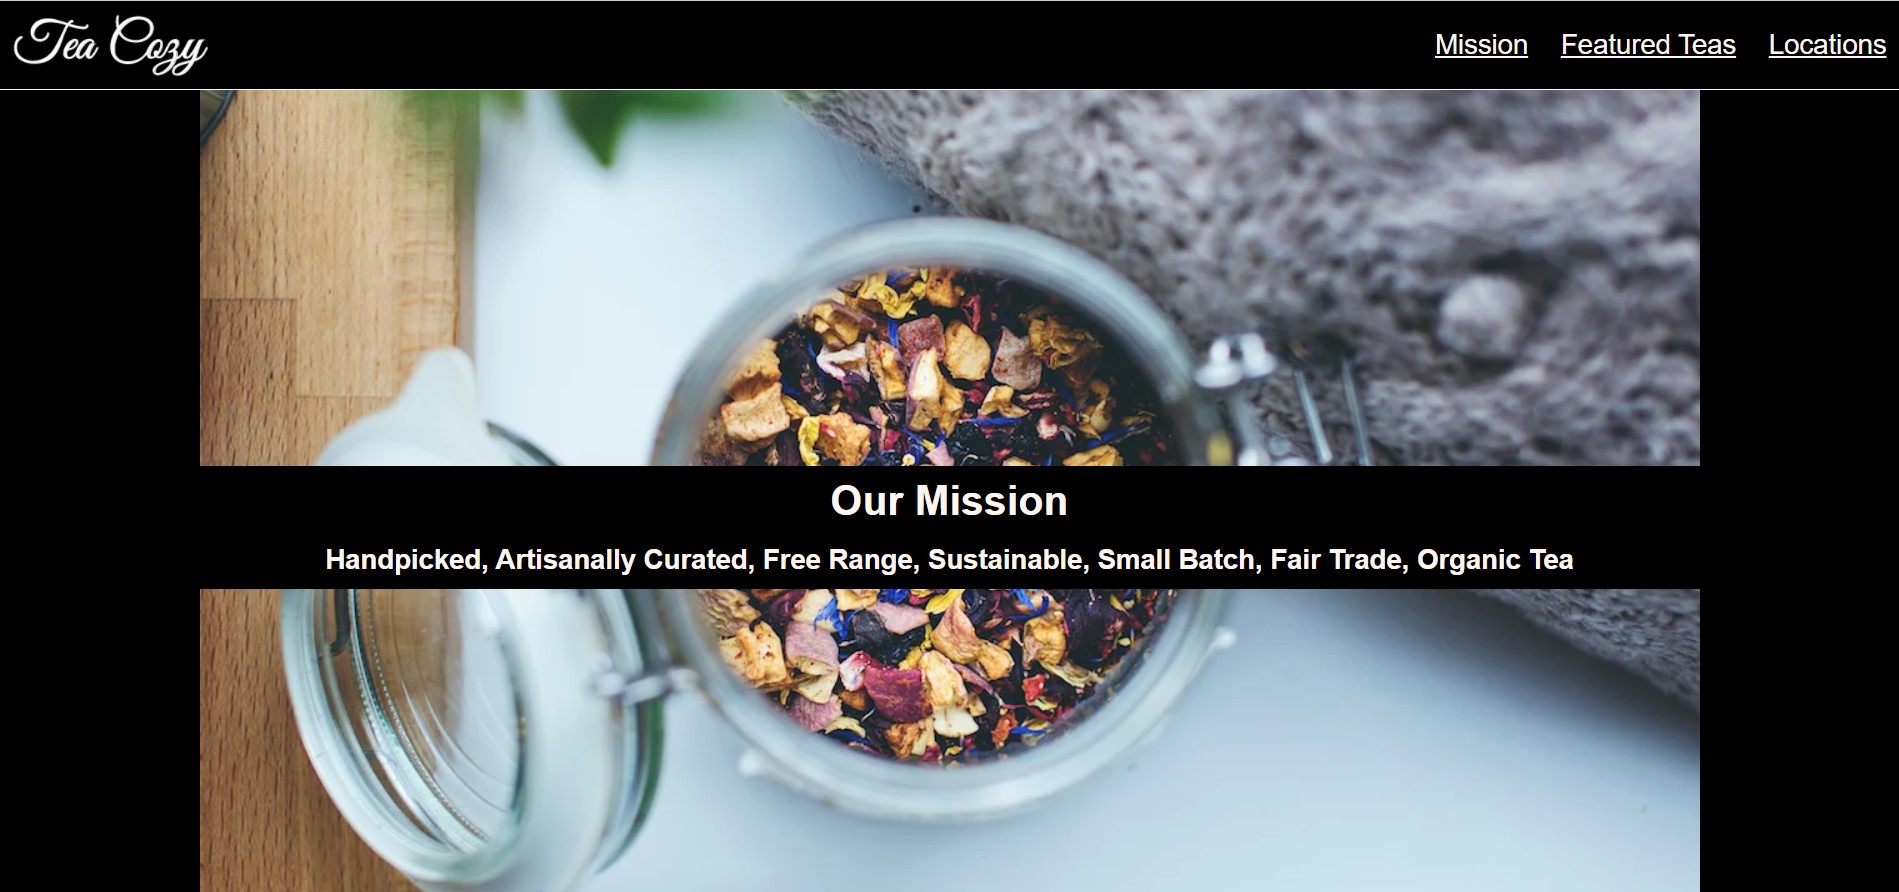 Tea Cozy
Mission Featured Teas Locations
Our Mission
Handpicked, Artisanally Curated, Free Range, Sustainable, Small Batch, Fair Trade, Organic Tea